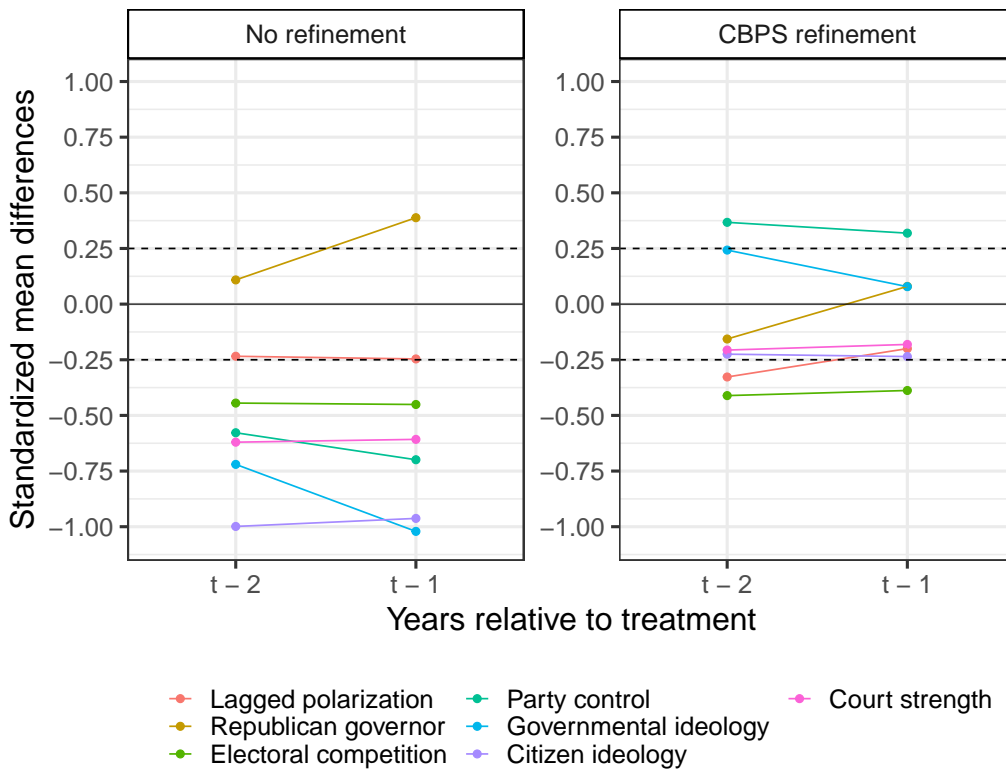 No refinement
CBPS refinement
Standardized mean differences
1.00
0.75
0.50
0.25
0.00
−0.25
−0.50
−0.75
−1.00
1.00
0.75
0.50
0.25
0.00
−0.25
−0.50
−0.75
−1.00
t − 2
t − 1
t − 2
t − 1
Years relative to treatment
Lagged polarization
Republican governor
Electoral competition
Party control
Governmental ideology
Citizen ideology
Court strength